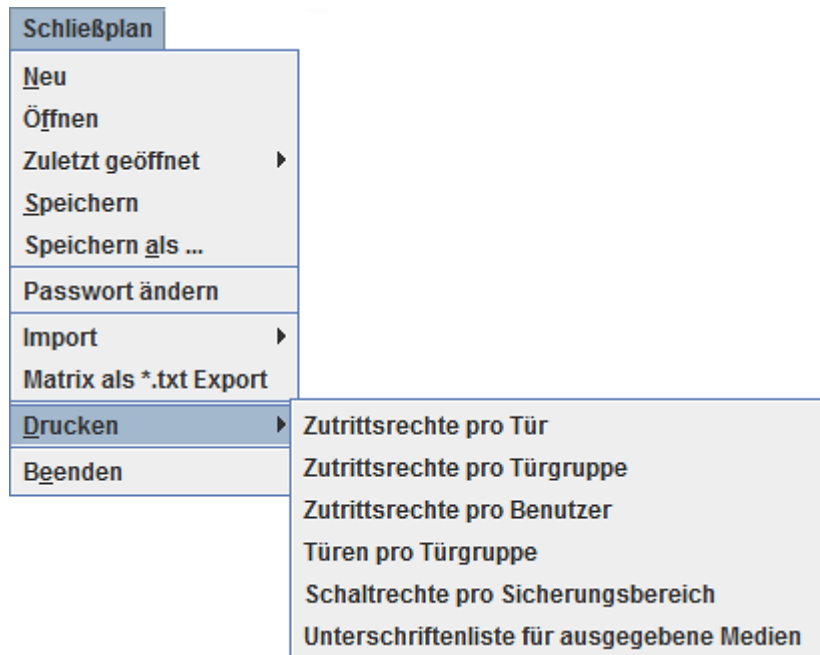 Schließplan
Neu
Öffnen
Zuletzt geöffnet
Speichern
Speichern als ...
Passwort ändern
Import
Matrix als *.txt Export
Drucken
Beenden
Zutrittsrechte pro Tür
Zutrittsrechte pro Türgruppe
Zutrittsrechte pro Benutzer
Türen pro Türgruppe
Schaltrechte pro Sicherungsbereich
Unterschriftenliste für ausgegebene Medien